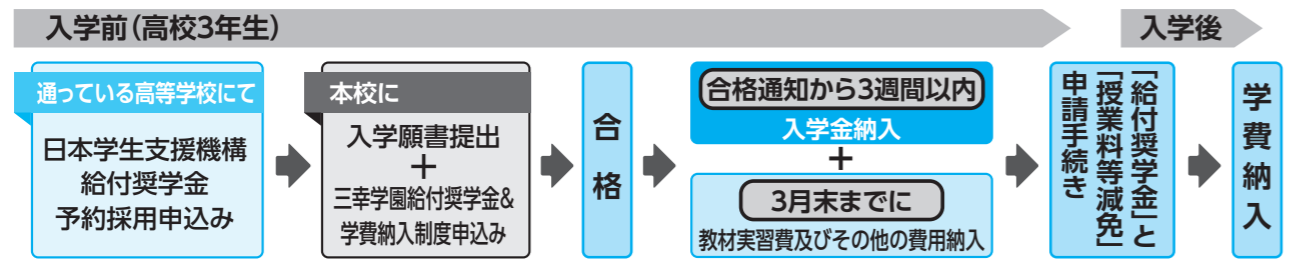 入学前(高校3年生)
入学後
通っている高等学校にて
日本学生支援機構
給付奨学金
予約採用申込み
本校に
入学願書提出
+
三幸学園給付奨学金&
学費納入制度申込み
合格
合格通知から3週間以内
入学金納入
+
3月末までに
教材実習費及びその他の費用納入
「給付奨学金」と
「授業料等減免」
申請手続き
学費納入